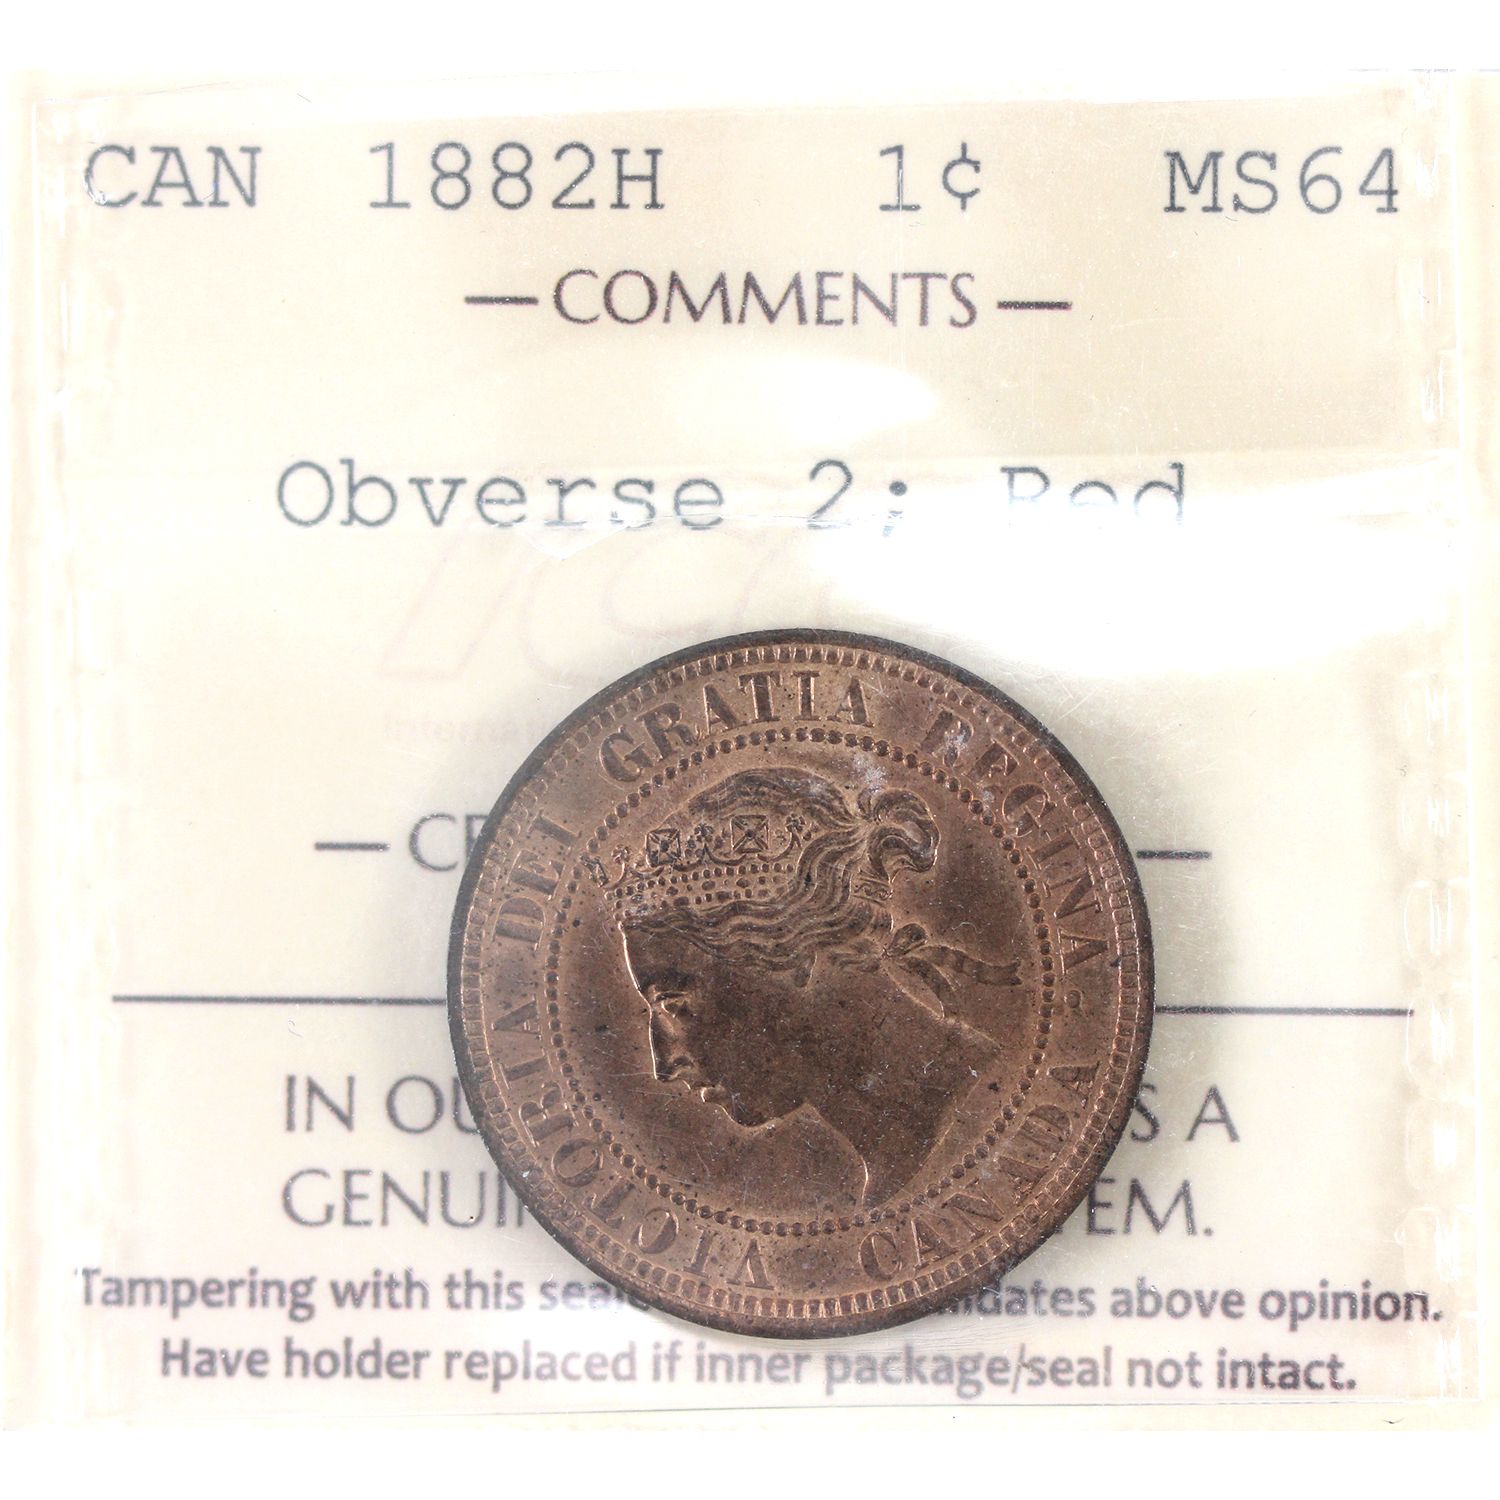 CAN 1882H 1¢ MS64
— COMMENTS —
Obverse 2; Red
VICTORIA DEI GRATIA REGINA. CANADA
IN OU S A
GENUI EM.
Tampering with this seal dates above opinion.
Have holder replaced if inner package/seal not intact.